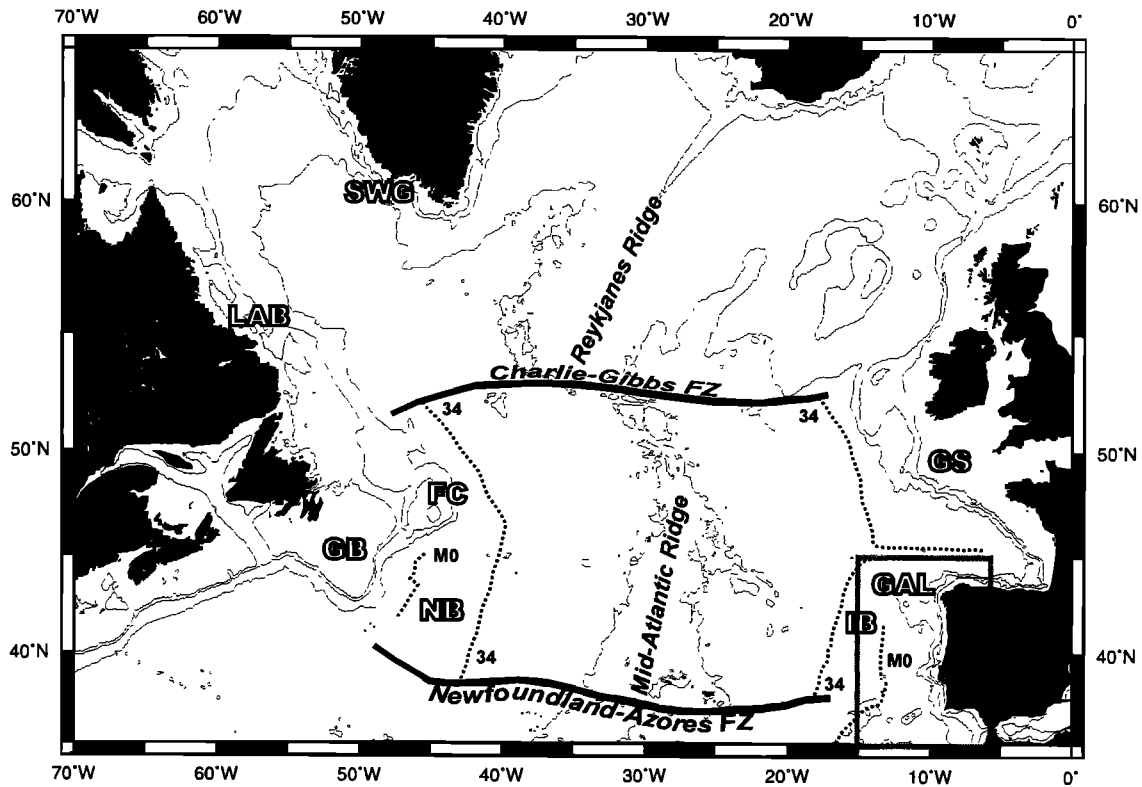 70˚W 60˚W 50˚W 40˚W 30˚W 20˚W 10˚W 0˚
60˚N 60˚N
SWG
Reykjanes Ridge
LAB
Charlie-Gibbs FZ
34 34
50˚N 50˚N
GS
FC
GB
M0
Mid-Atlantic Ridge
GAL
NB
IB
40˚N 40˚N
M0
34 34
Newfoundland-Azores FZ
70˚W 60˚W 50˚W 40˚W 30˚W 20˚W 10˚W 0˚